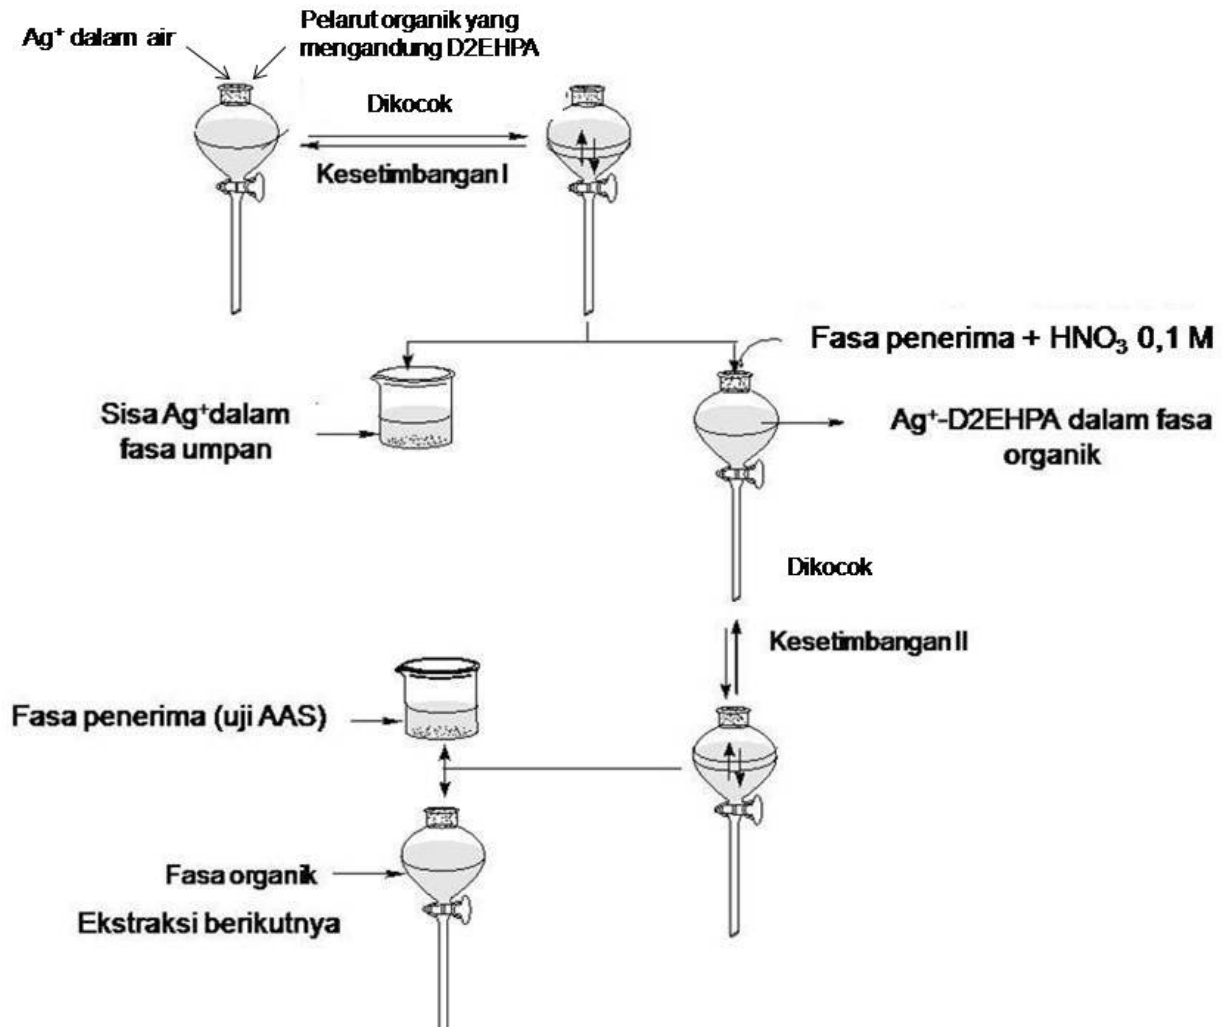 Ag⁺ dalam air
Pelarut organik yang
mengandung D2EHPA
Dikocok
Kesetimbangan I
Fasa penerima + HNO₃ 0,1 M
Sisa Ag⁺dalam
fasa umpan
Ag⁺-D2EHPA dalam fasa
organik
Dikocok
Kesetimbangan II
Fasa penerima (uji AAS)
Fasa organik
Ekstraksi berikutnya